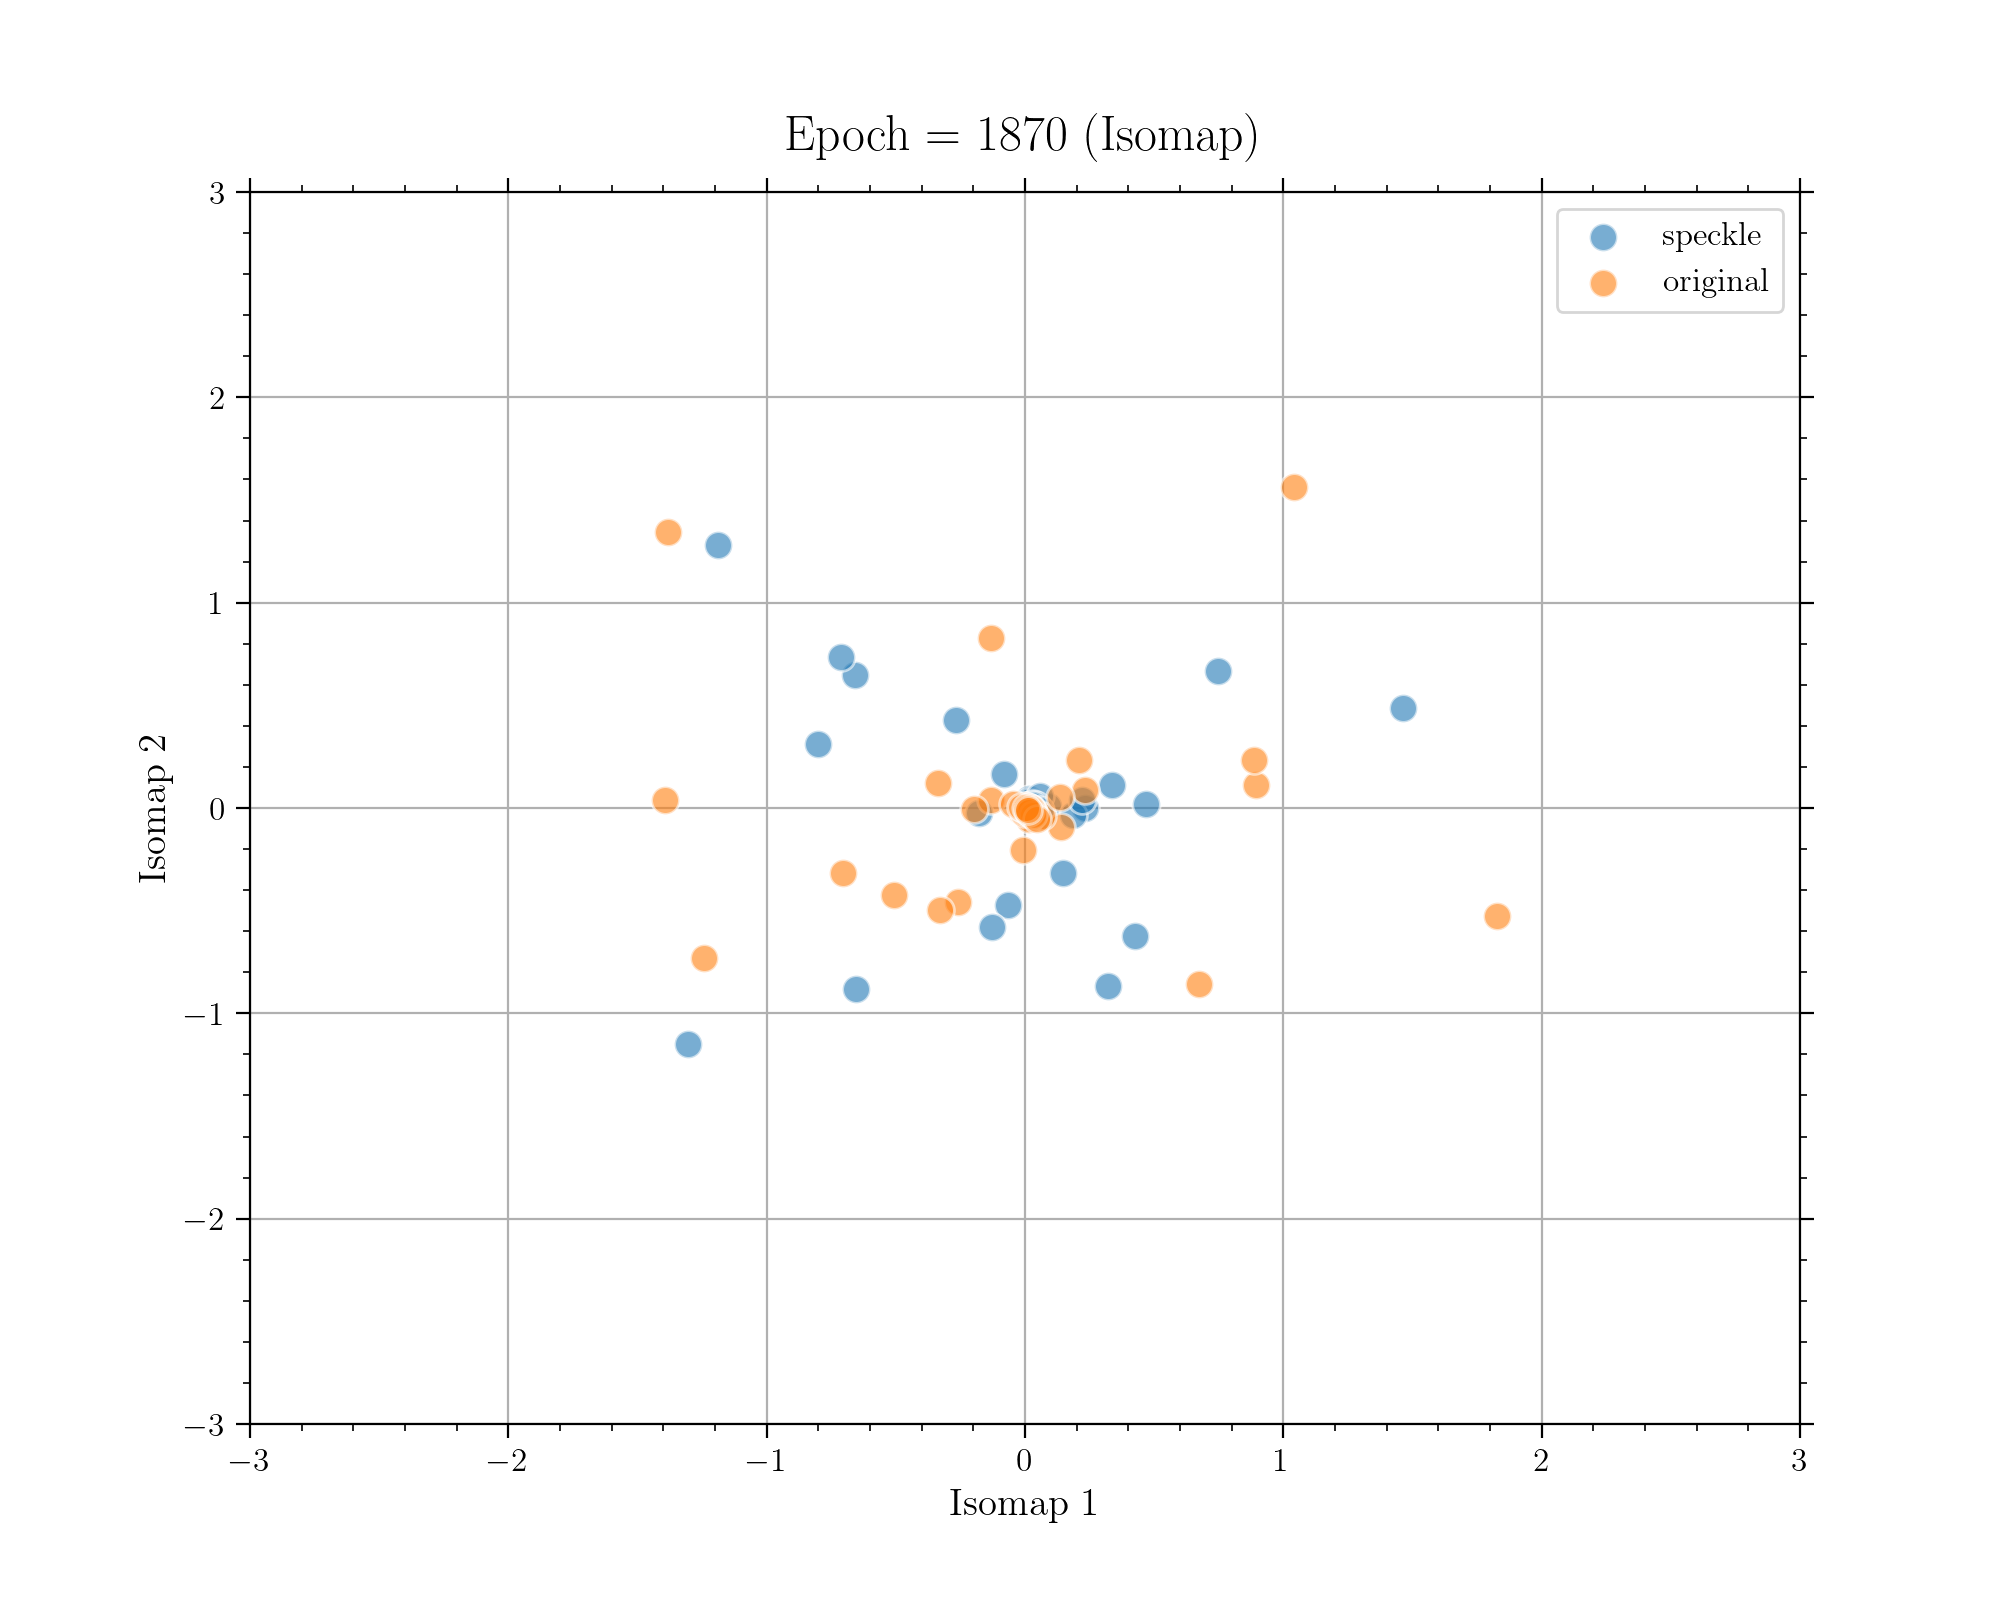 Epoch = 1870 (Isomap)
speckle
original
3
2
1
0
−1
−2
−3
Isomap 2
−3
−2
−1
0
1
2
3
Isomap 1